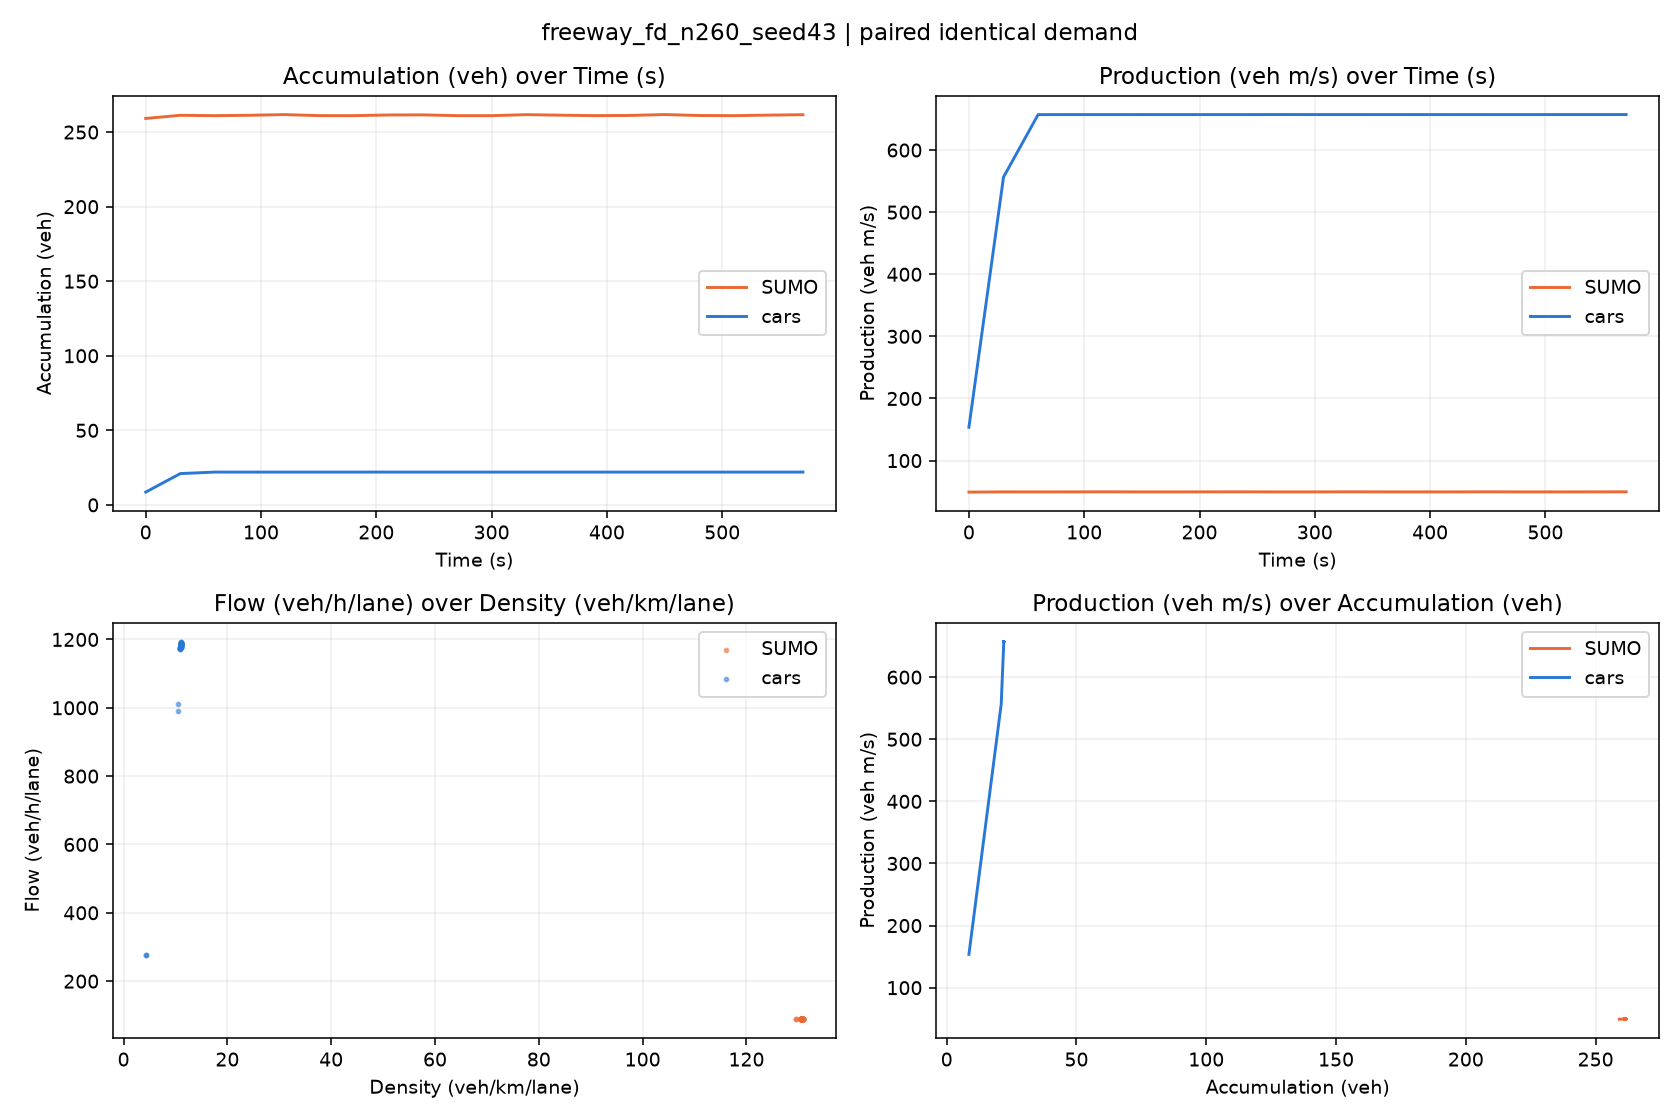 freeway_fd_n260_seed43 | paired identical demand
Accumulation (veh) over Time (s)
Accumulation (veh)
250
200
150
100
50
0
SUMO
cars
0 100 200 300 400 500
Time (s)
Production (veh m/s) over Time (s)
Production (veh m/s)
600
500
400
300
200
100
SUMO
cars
0 100 200 300 400 500
Time (s)
Flow (veh/h/lane) over Density (veh/km/lane)
Flow (veh/h/lane)
1200
1000
800
600
400
200
SUMO
cars
0 20 40 60 80 100 120
Density (veh/km/lane)
Production (veh m/s) over Accumulation (veh)
Production (veh m/s)
600
500
400
300
200
100
SUMO
cars
0 50 100 150 200 250
Accumulation (veh)